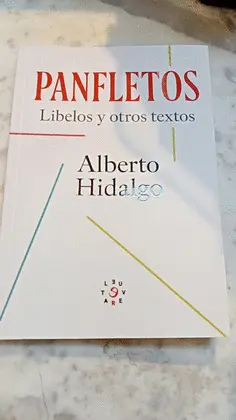 PANFLETOS
Libelos y otros textos
Alberto
Hidalgo